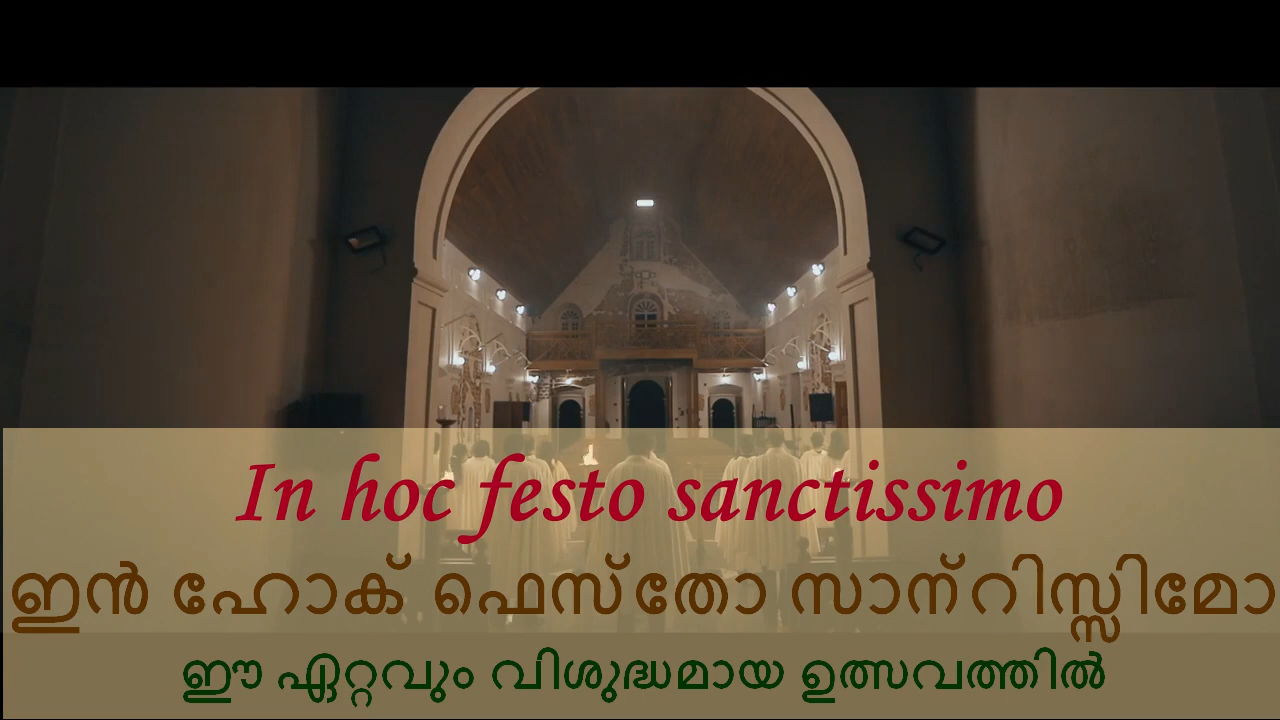 In hoc festo sanctissimo
ഇൻ ഹോക് ഫെസ്തോ സാന്റിസ്സിമോ
ഈ ഏറ്റവും വിശുദ്ധമായ ഉത്സവത്തിൽ